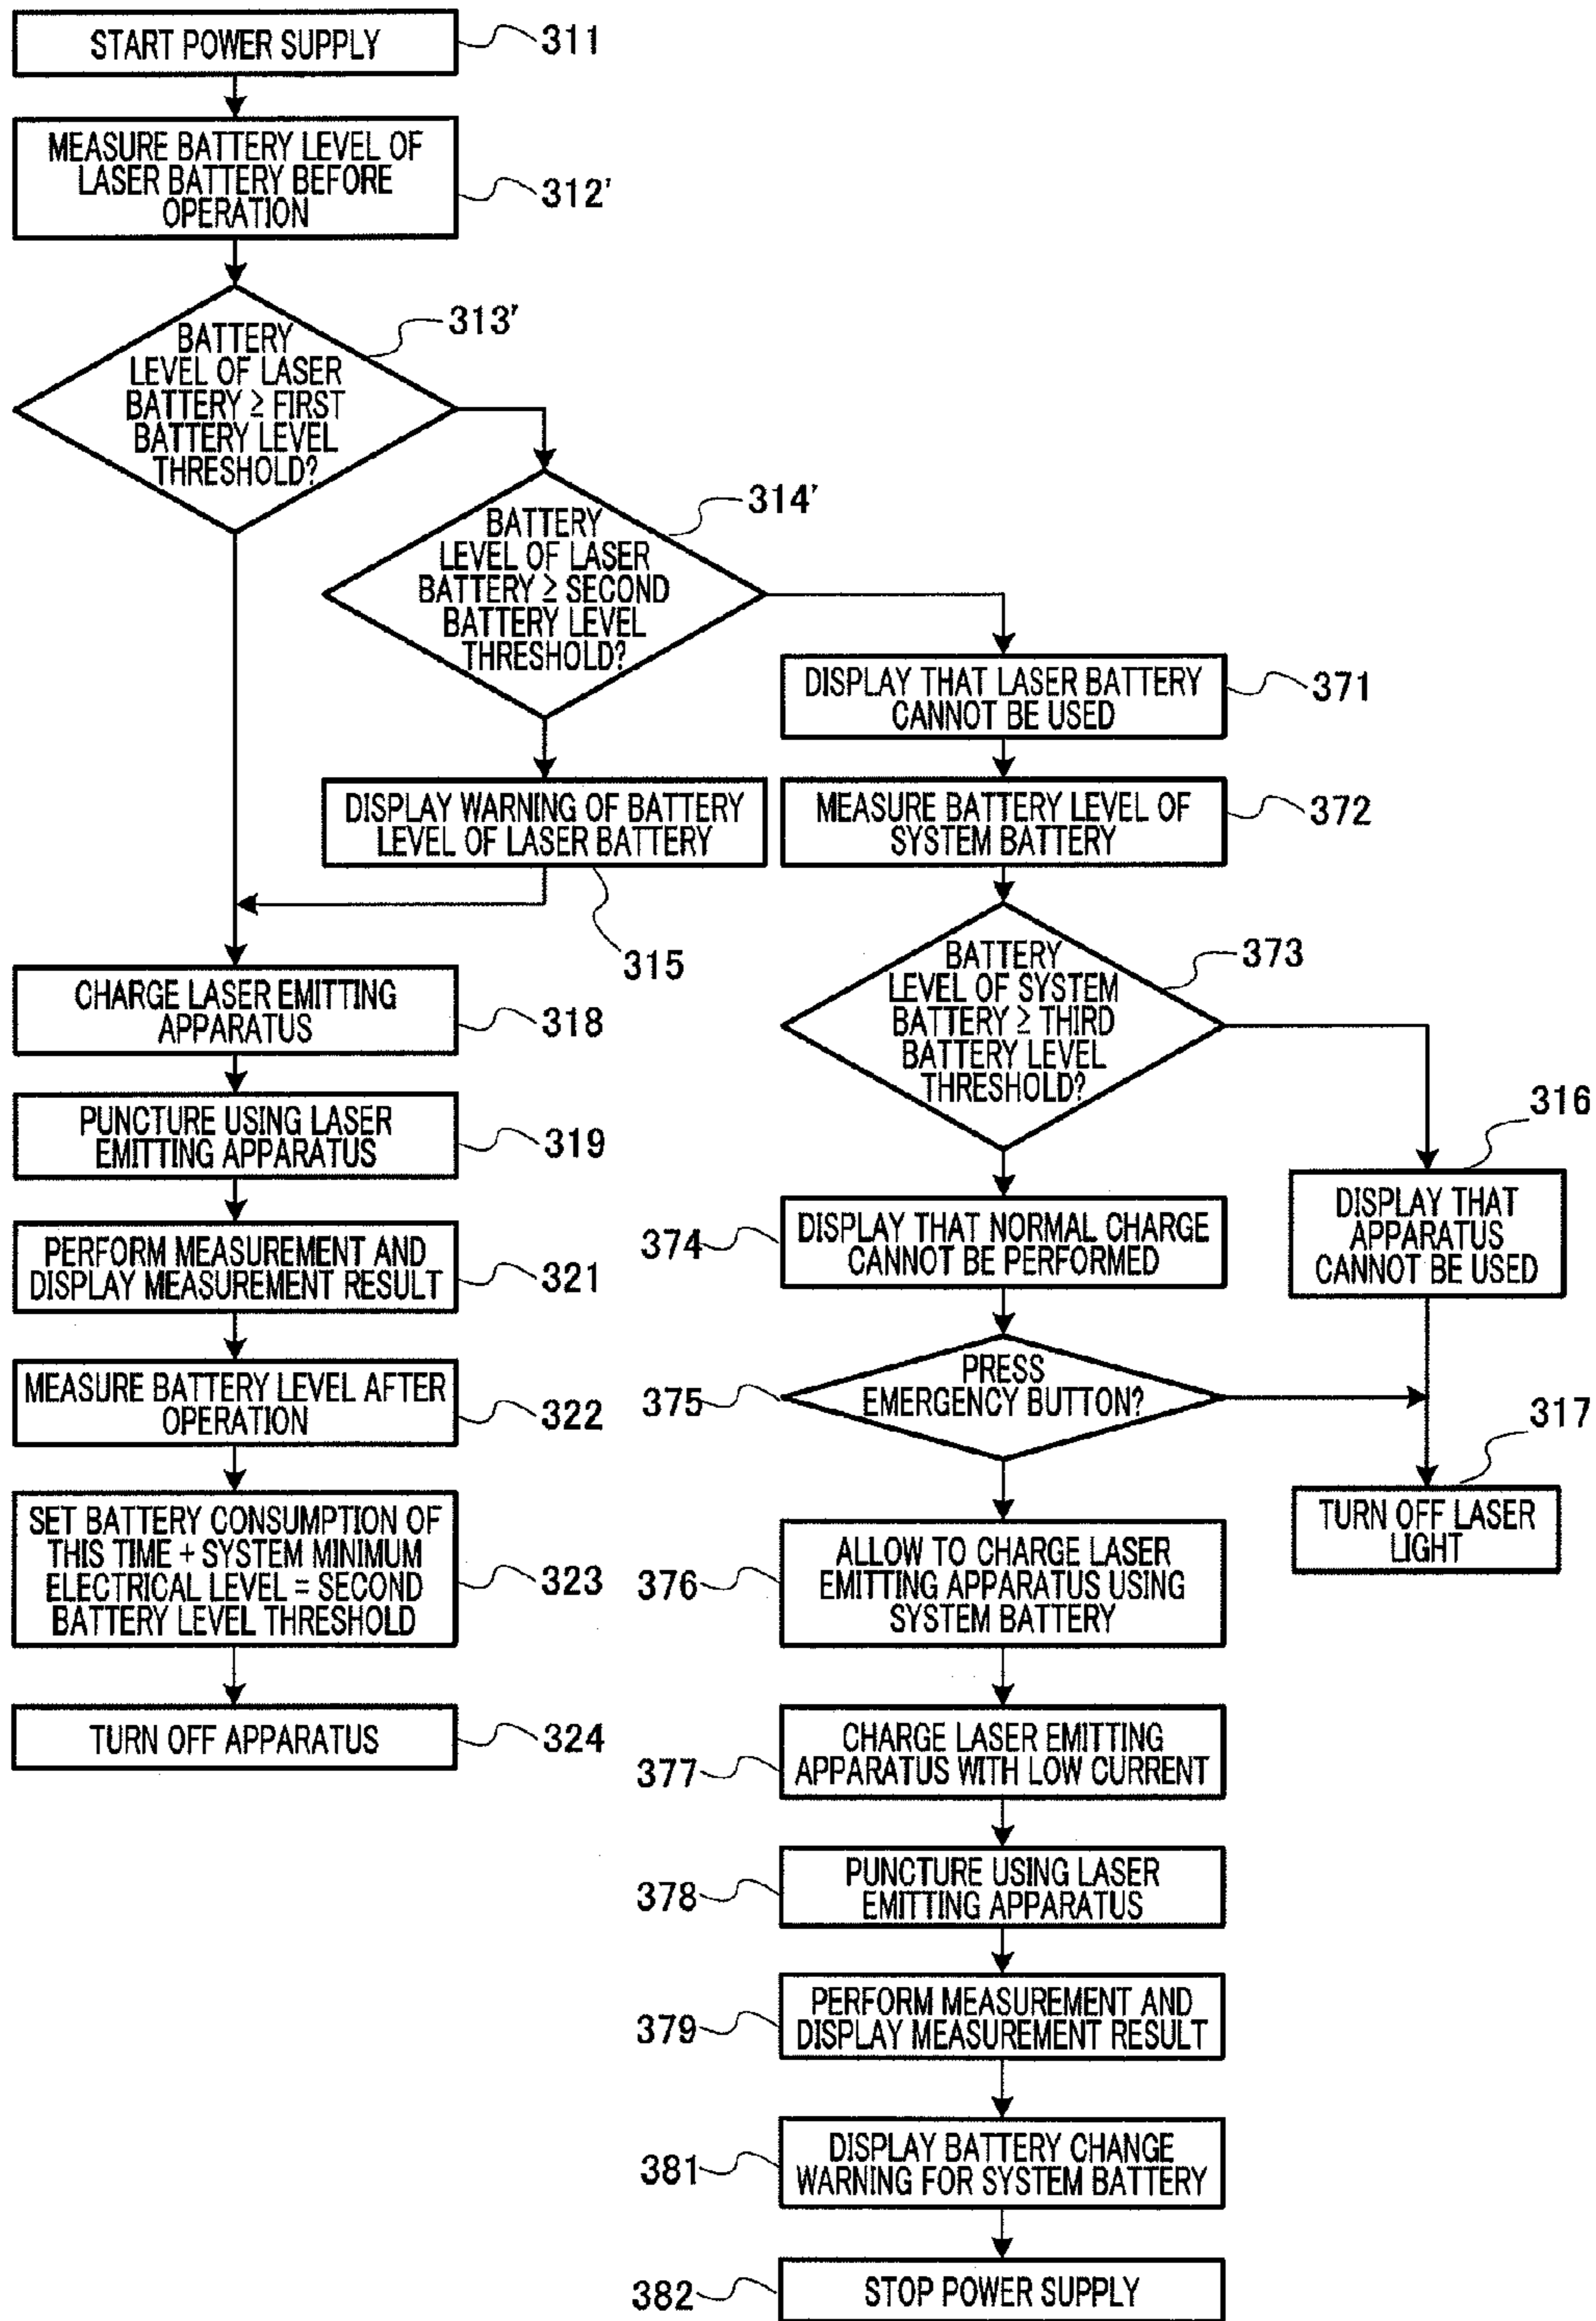 START POWER SUPPLY
311
MEASURE BATTERY LEVEL OF
LASER BATTERY BEFORE
OPERATION
312'
BATTERY
LEVEL OF LASER
BATTERY ≥ FIRST
BATTERY LEVEL
THRESHOLD?
313'
BATTERY
LEVEL OF LASER
BATTERY ≥ SECOND
BATTERY LEVEL
THRESHOLD?
314'
DISPLAY WARNING OF BATTERY
LEVEL OF LASER BATTERY
315
CHARGE LASER EMITTING
APPARATUS
318
PUNCTURE USING LASER
EMITTING APPARATUS
319
PERFORM MEASUREMENT AND
DISPLAY MEASUREMENT RESULT
321
MEASURE BATTERY LEVEL AFTER
OPERATION
322
SET BATTERY CONSUMPTION OF
THIS TIME + SYSTEM MINIMUM
ELECTRICAL LEVEL = SECOND
BATTERY LEVEL THRESHOLD
323
TURN OFF APPARATUS
324
DISPLAY THAT LASER BATTERY
CANNOT BE USED
371
MEASURE BATTERY LEVEL OF
SYSTEM BATTERY
372
BATTERY
LEVEL OF SYSTEM
BATTERY ≥ THIRD
BATTERY LEVEL
THRESHOLD?
373
316
DISPLAY THAT
APPARATUS
CANNOT BE USED
374
DISPLAY THAT NORMAL CHARGE
CANNOT BE PERFORMED
375
PRESS
EMERGENCY BUTTON?
317
TURN OFF LASER
LIGHT
376
ALLOW TO CHARGE LASER
EMITTING APPARATUS USING
SYSTEM BATTERY
377
CHARGE LASER EMITTING
APPARATUS WITH LOW CURRENT
378
PUNCTURE USING LASER
EMITTING APPARATUS
379
PERFORM MEASUREMENT AND
DISPLAY MEASUREMENT RESULT
381
DISPLAY BATTERY CHANGE
WARNING FOR SYSTEM BATTERY
382
STOP POWER SUPPLY